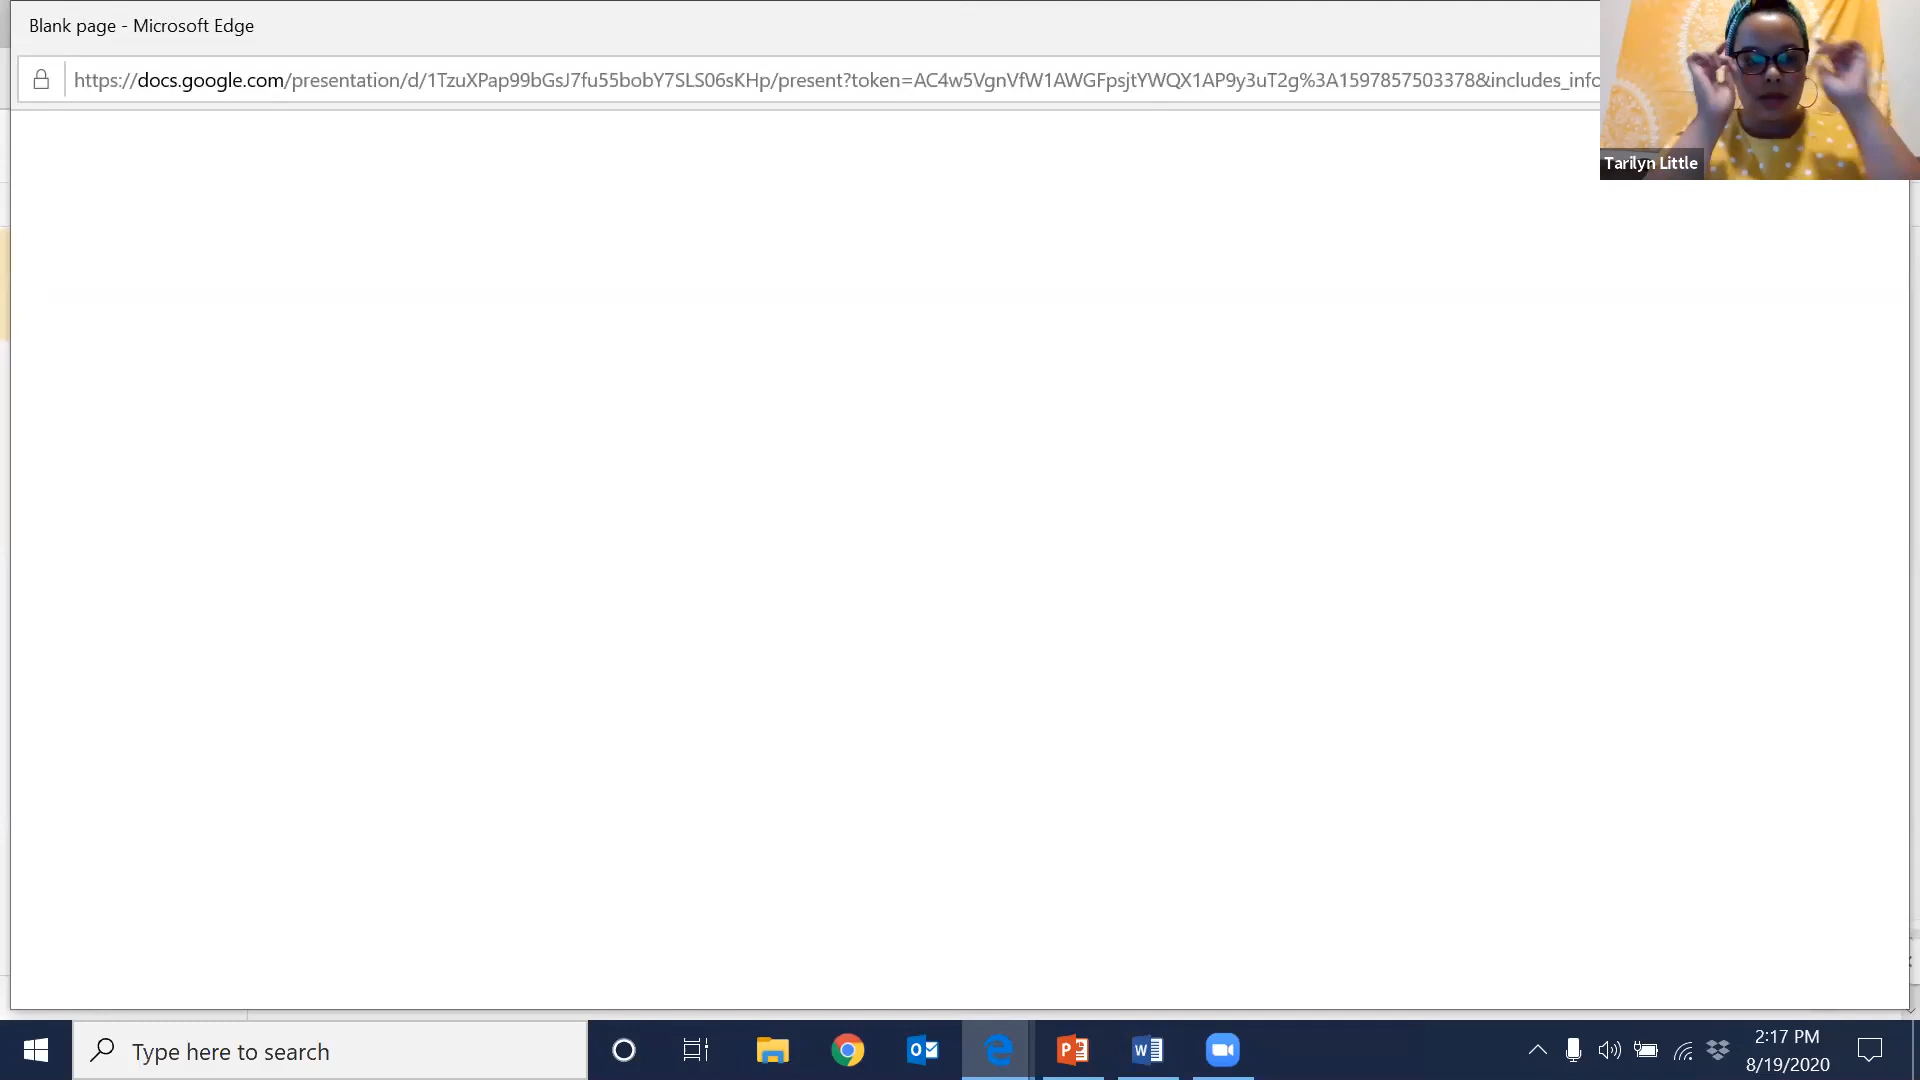 Blank page - Microsoft Edge
https://docs.google.com/presentation/d/1TzuXPap99bGsJ7fu55bobY7SLS06sKHp/present?token=AC4w5VgnVfW1AWGFpsjtYWQX1AP9y3uT2g%3A1597857503378&includes_info
Tarilyn Little
Type here to search
2:17 PM
8/19/2020